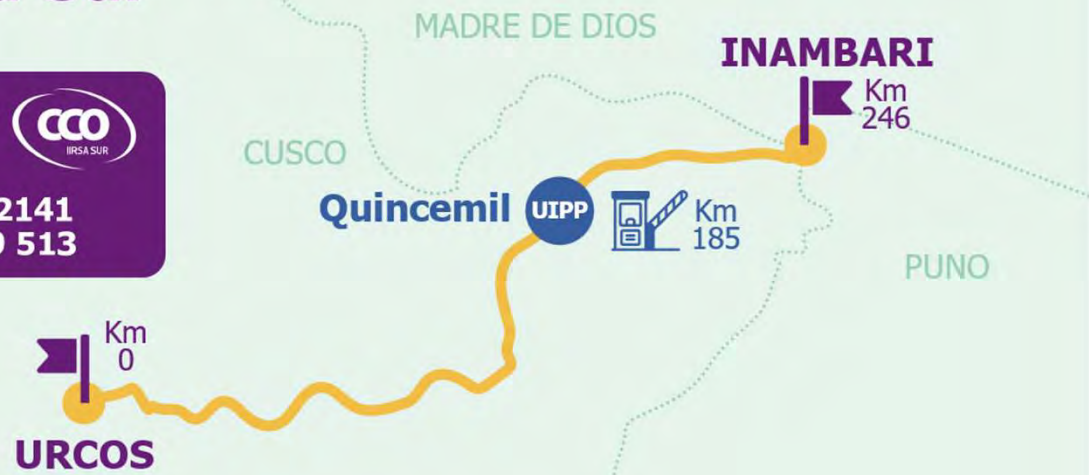 MADRE DE DIOS
INAMBARI
Km
246
CCO
IIRSA SUR
CUSCO
2141
513
Quincemil
UIPP
Km
185
PUNO
Km
0
URCOS